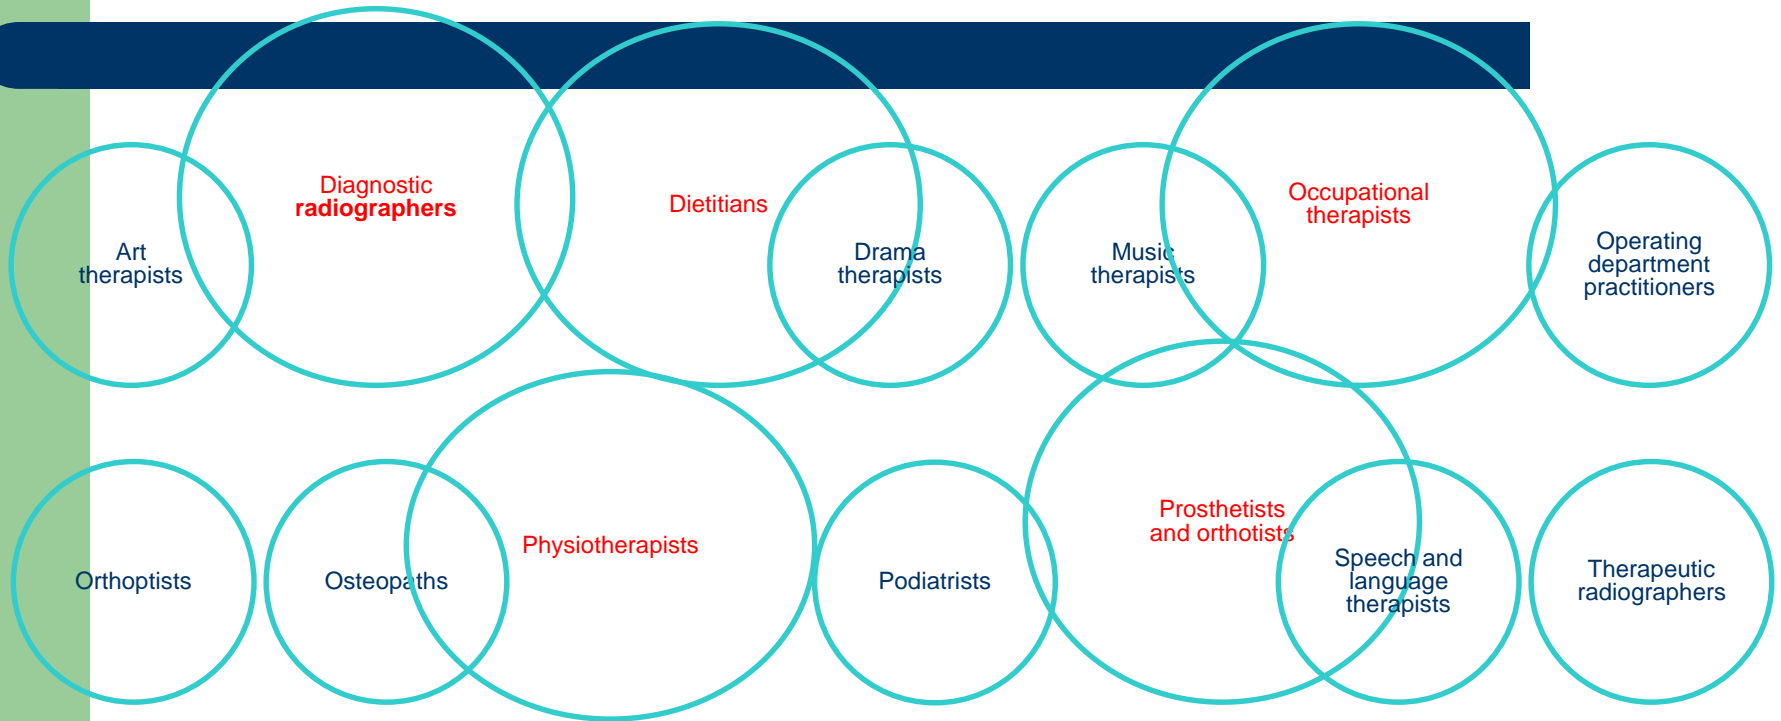 Diagnostic
radiographers
Dietitians
Occupational
therapists
Art
therapists
Drama
therapists
Music
therapists
Operating
department
practitioners
Orthoptists
Osteopaths
Physiotherapists
Podiatrists
Prosthetists
and orthotists
Speech and
language
therapists
Therapeutic
radiographers